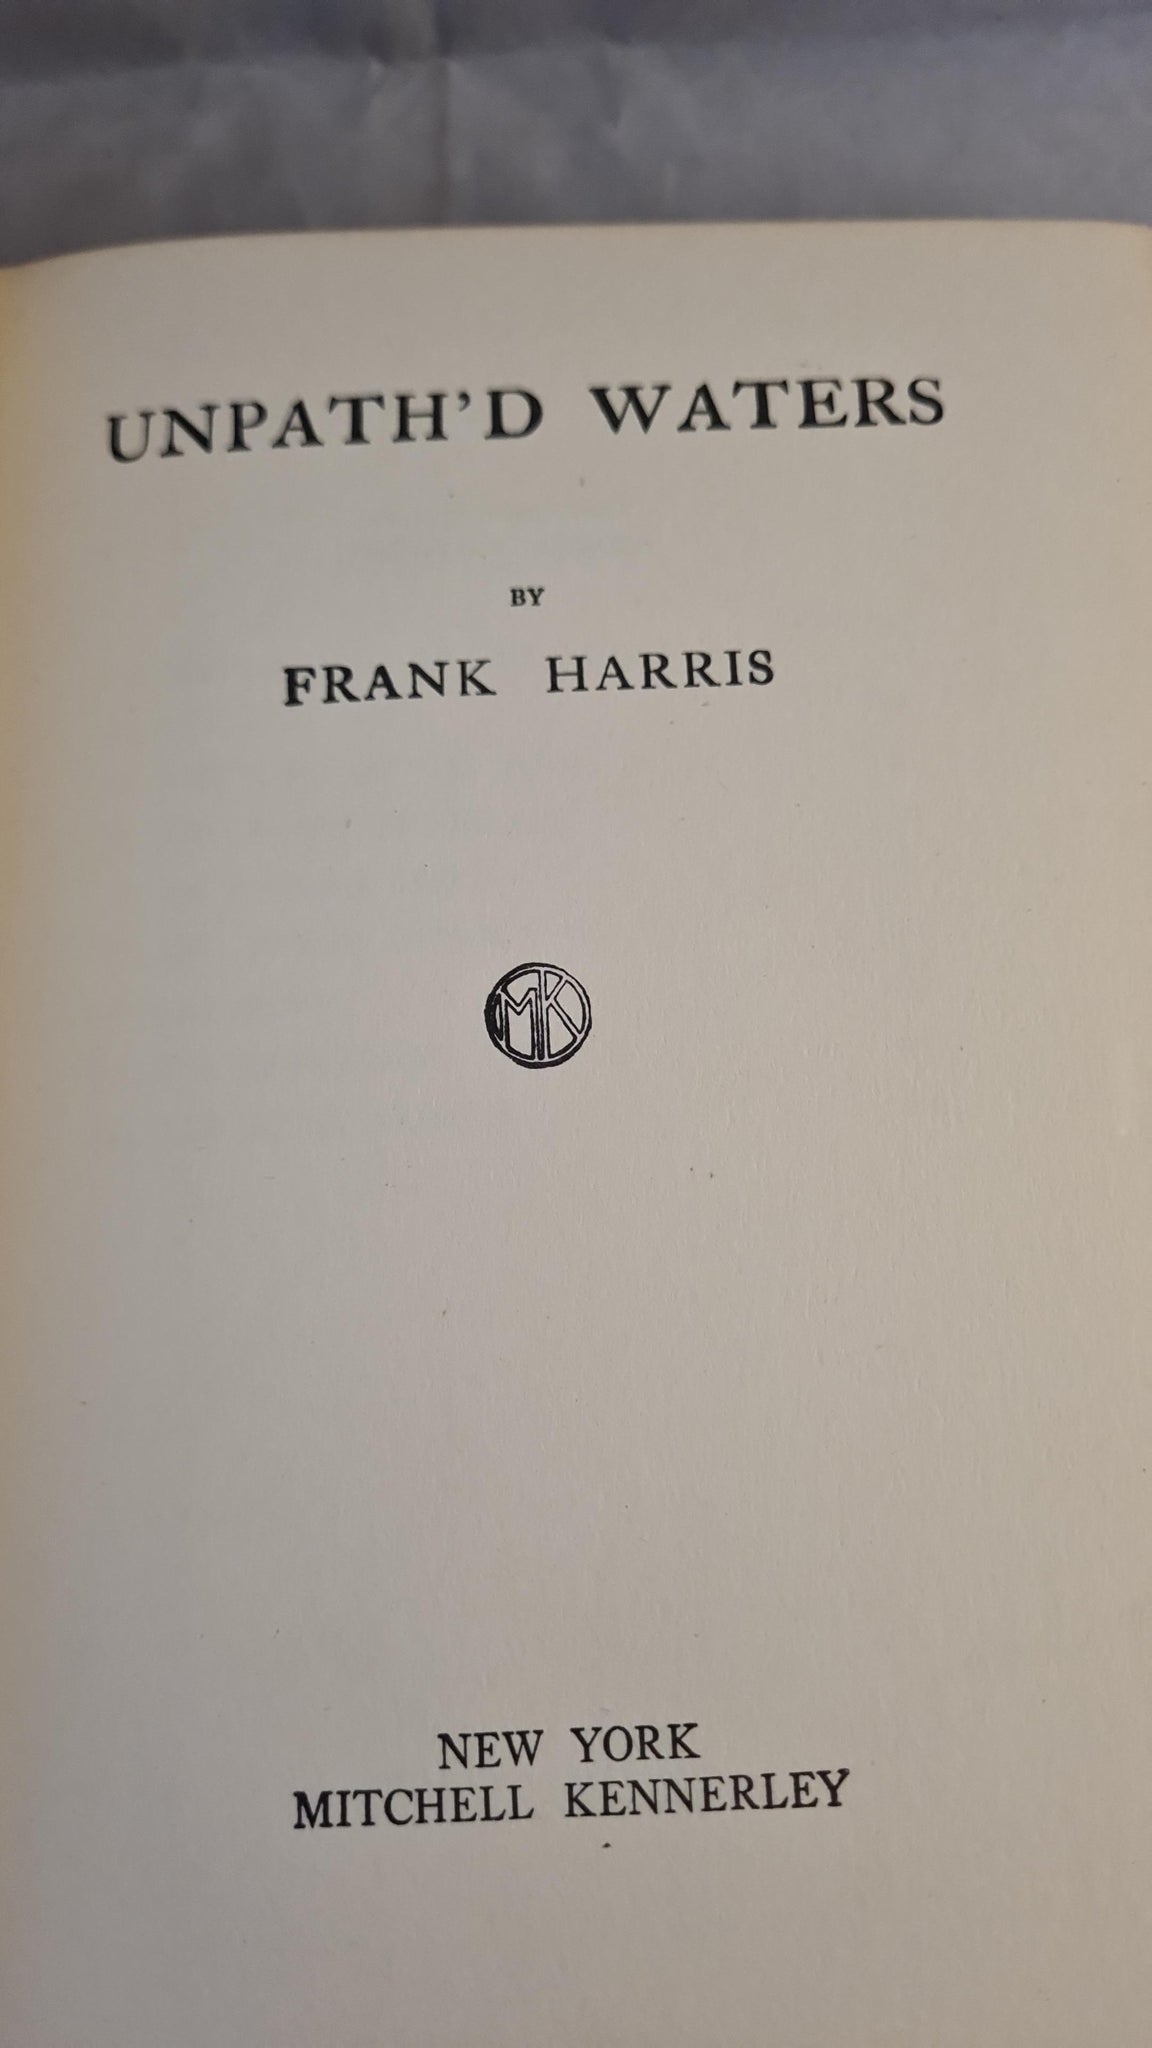 UNPATH'D WATERS
BY
FRANK HARRIS
MK
NEW YORK
MITCHELL KENNERLEY